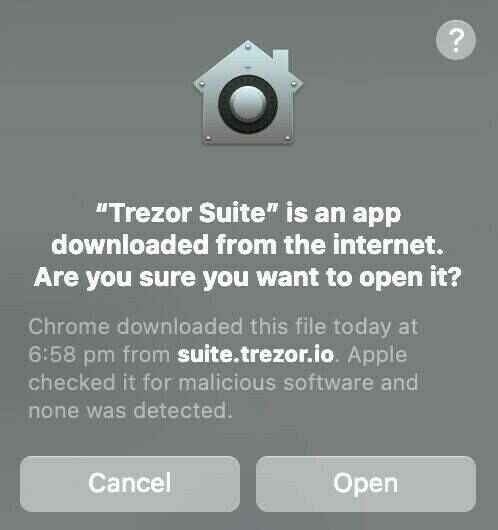 ?
“Trezor Suite” is an app
downloaded from the internet.
Are you sure you want to open it?
Chrome downloaded this file today at
6:58 pm from suite.trezor.io. Apple
checked it for malicious software and
none was detected.
Cancel
Open